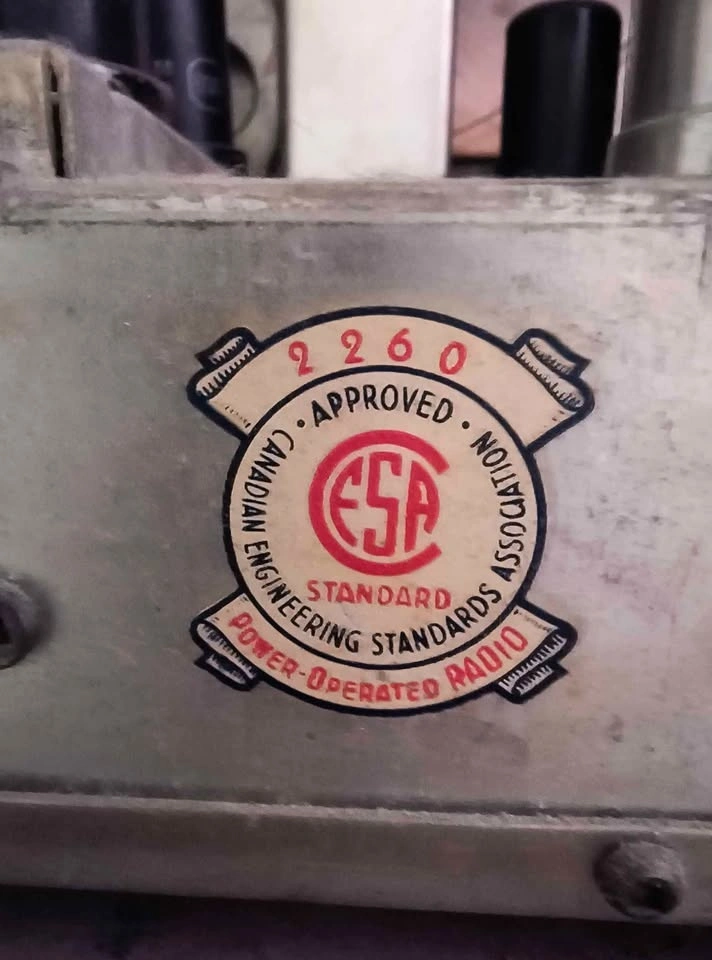 2260
• APPROVED •
CANADIAN ENGINEERING STANDARDS ASSOCIATION
CESA
STANDARD
POWER-OPERATED RADIO